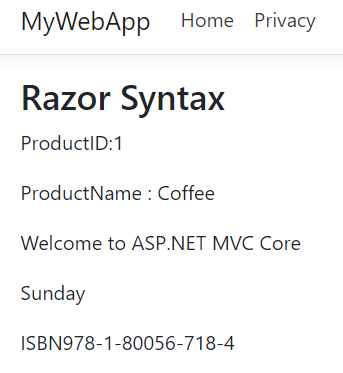 MyWebApp Home Privacy
Razor Syntax
ProductID:1
ProductName : Coffee
Welcome to ASP.NET MVC Core
Sunday
ISBN978-1-80056-718-4